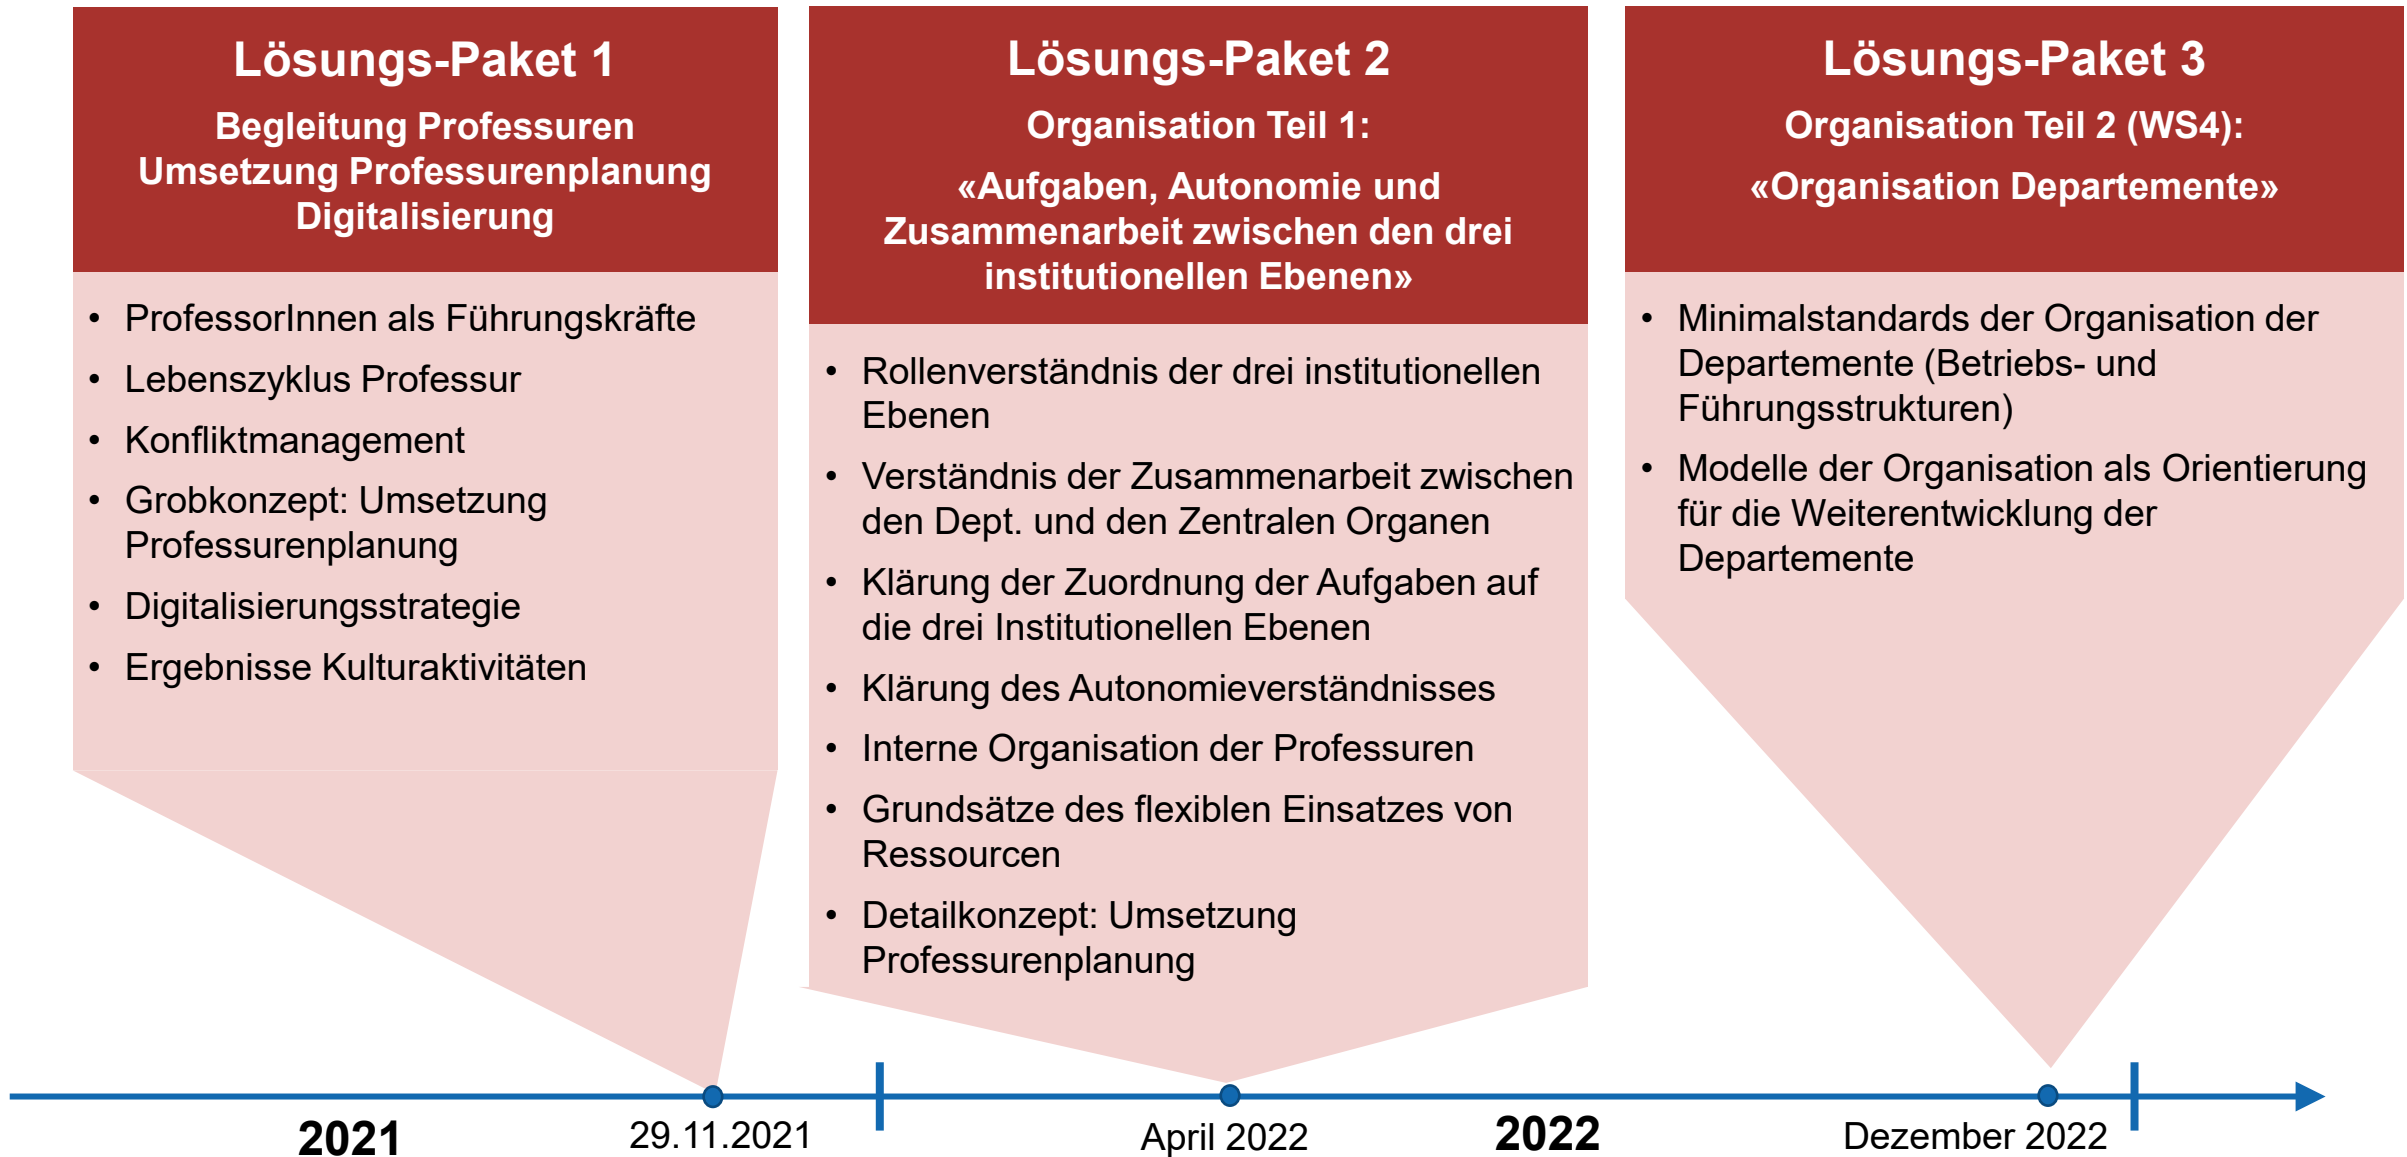 Lösungs-Paket 1
Begleitung Professuren
Umsetzung Professurenplanung
Digitalisierung
• ProfessorInnen als Führungskräfte
• Lebenszyklus Professur
• Konfliktmanagement
• Grobkonzept: Umsetzung
Professurenplanung
• Digitalisierungsstrategie
• Ergebnisse Kulturaktivitäten
Lösungs-Paket 2
Organisation Teil 1:
«Aufgaben, Autonomie und
Zusammenarbeit zwischen den drei
institutionellen Ebenen»
• Rollenverständnis der drei institutionellen
Ebenen
• Verständnis der Zusammenarbeit zwischen
den Dept. und den Zentralen Organen
• Klärung der Zuordnung der Aufgaben auf
die drei Institutionellen Ebenen
• Klärung des Autonomieverständnisses
• Interne Organisation der Professuren
• Grundsätze des flexiblen Einsatzes von
Ressourcen
• Detailkonzept: Umsetzung
Professurenplanung
Lösungs-Paket 3
Organisation Teil 2 (WS4):
«Organisation Departemente»
• Minimalstandards der Organisation der
Departemente (Betriebs- und
Führungsstrukturen)
• Modelle der Organisation als Orientierung
für die Weiterentwicklung der
Departemente
2021
29.11.2021
April 2022
2022
Dezember 2022